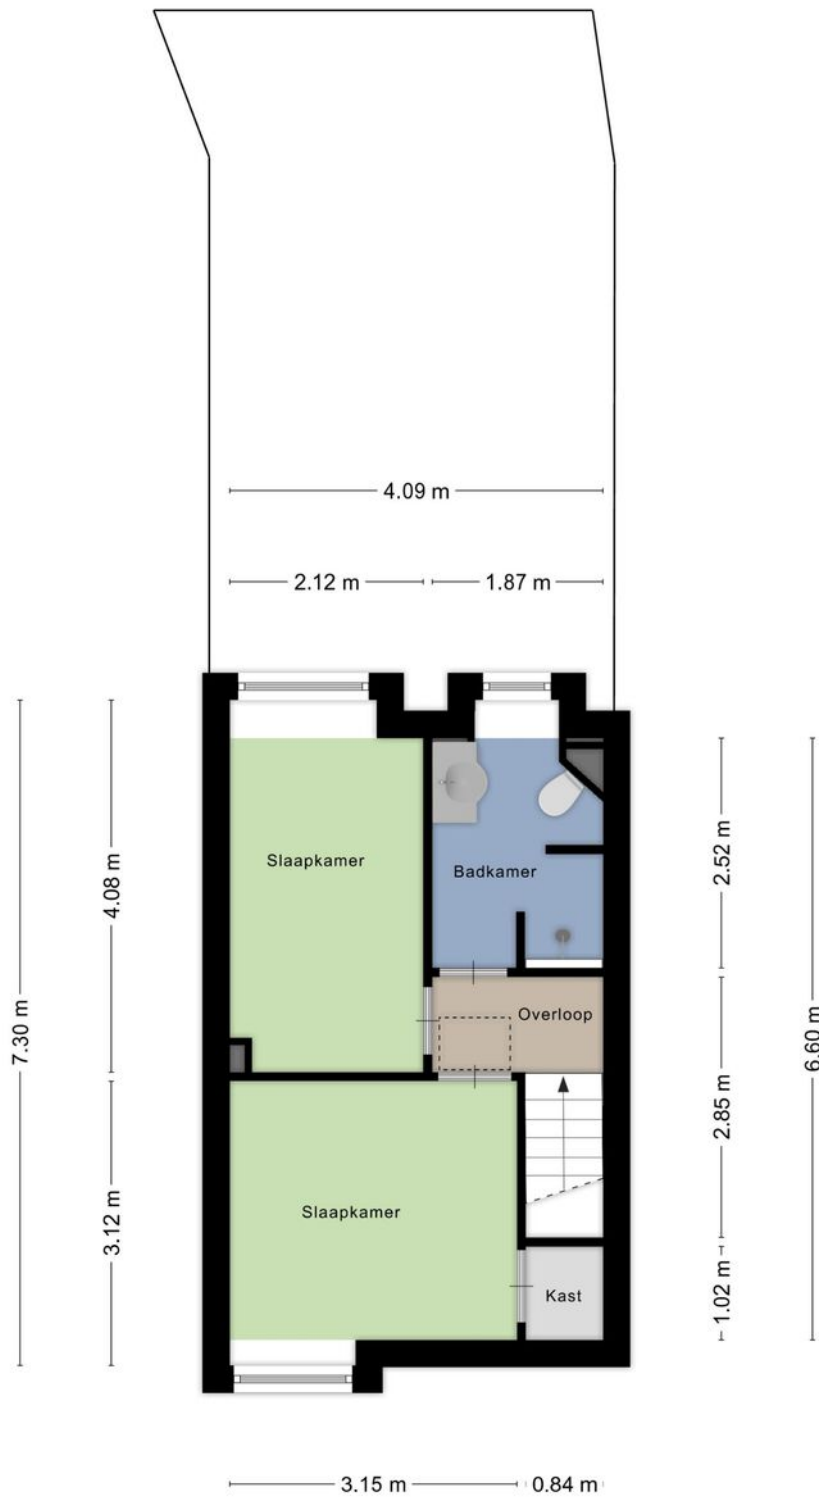 4.09 m
2.12 m
1.87 m
Slaapkamer
Badkamer
2.52 m
4.08 m
Overloop
7.30 m
6.60 m
2.85 m
Slaapkamer
3.12 m
Kast
1.02 m
3.15 m
0.84 m